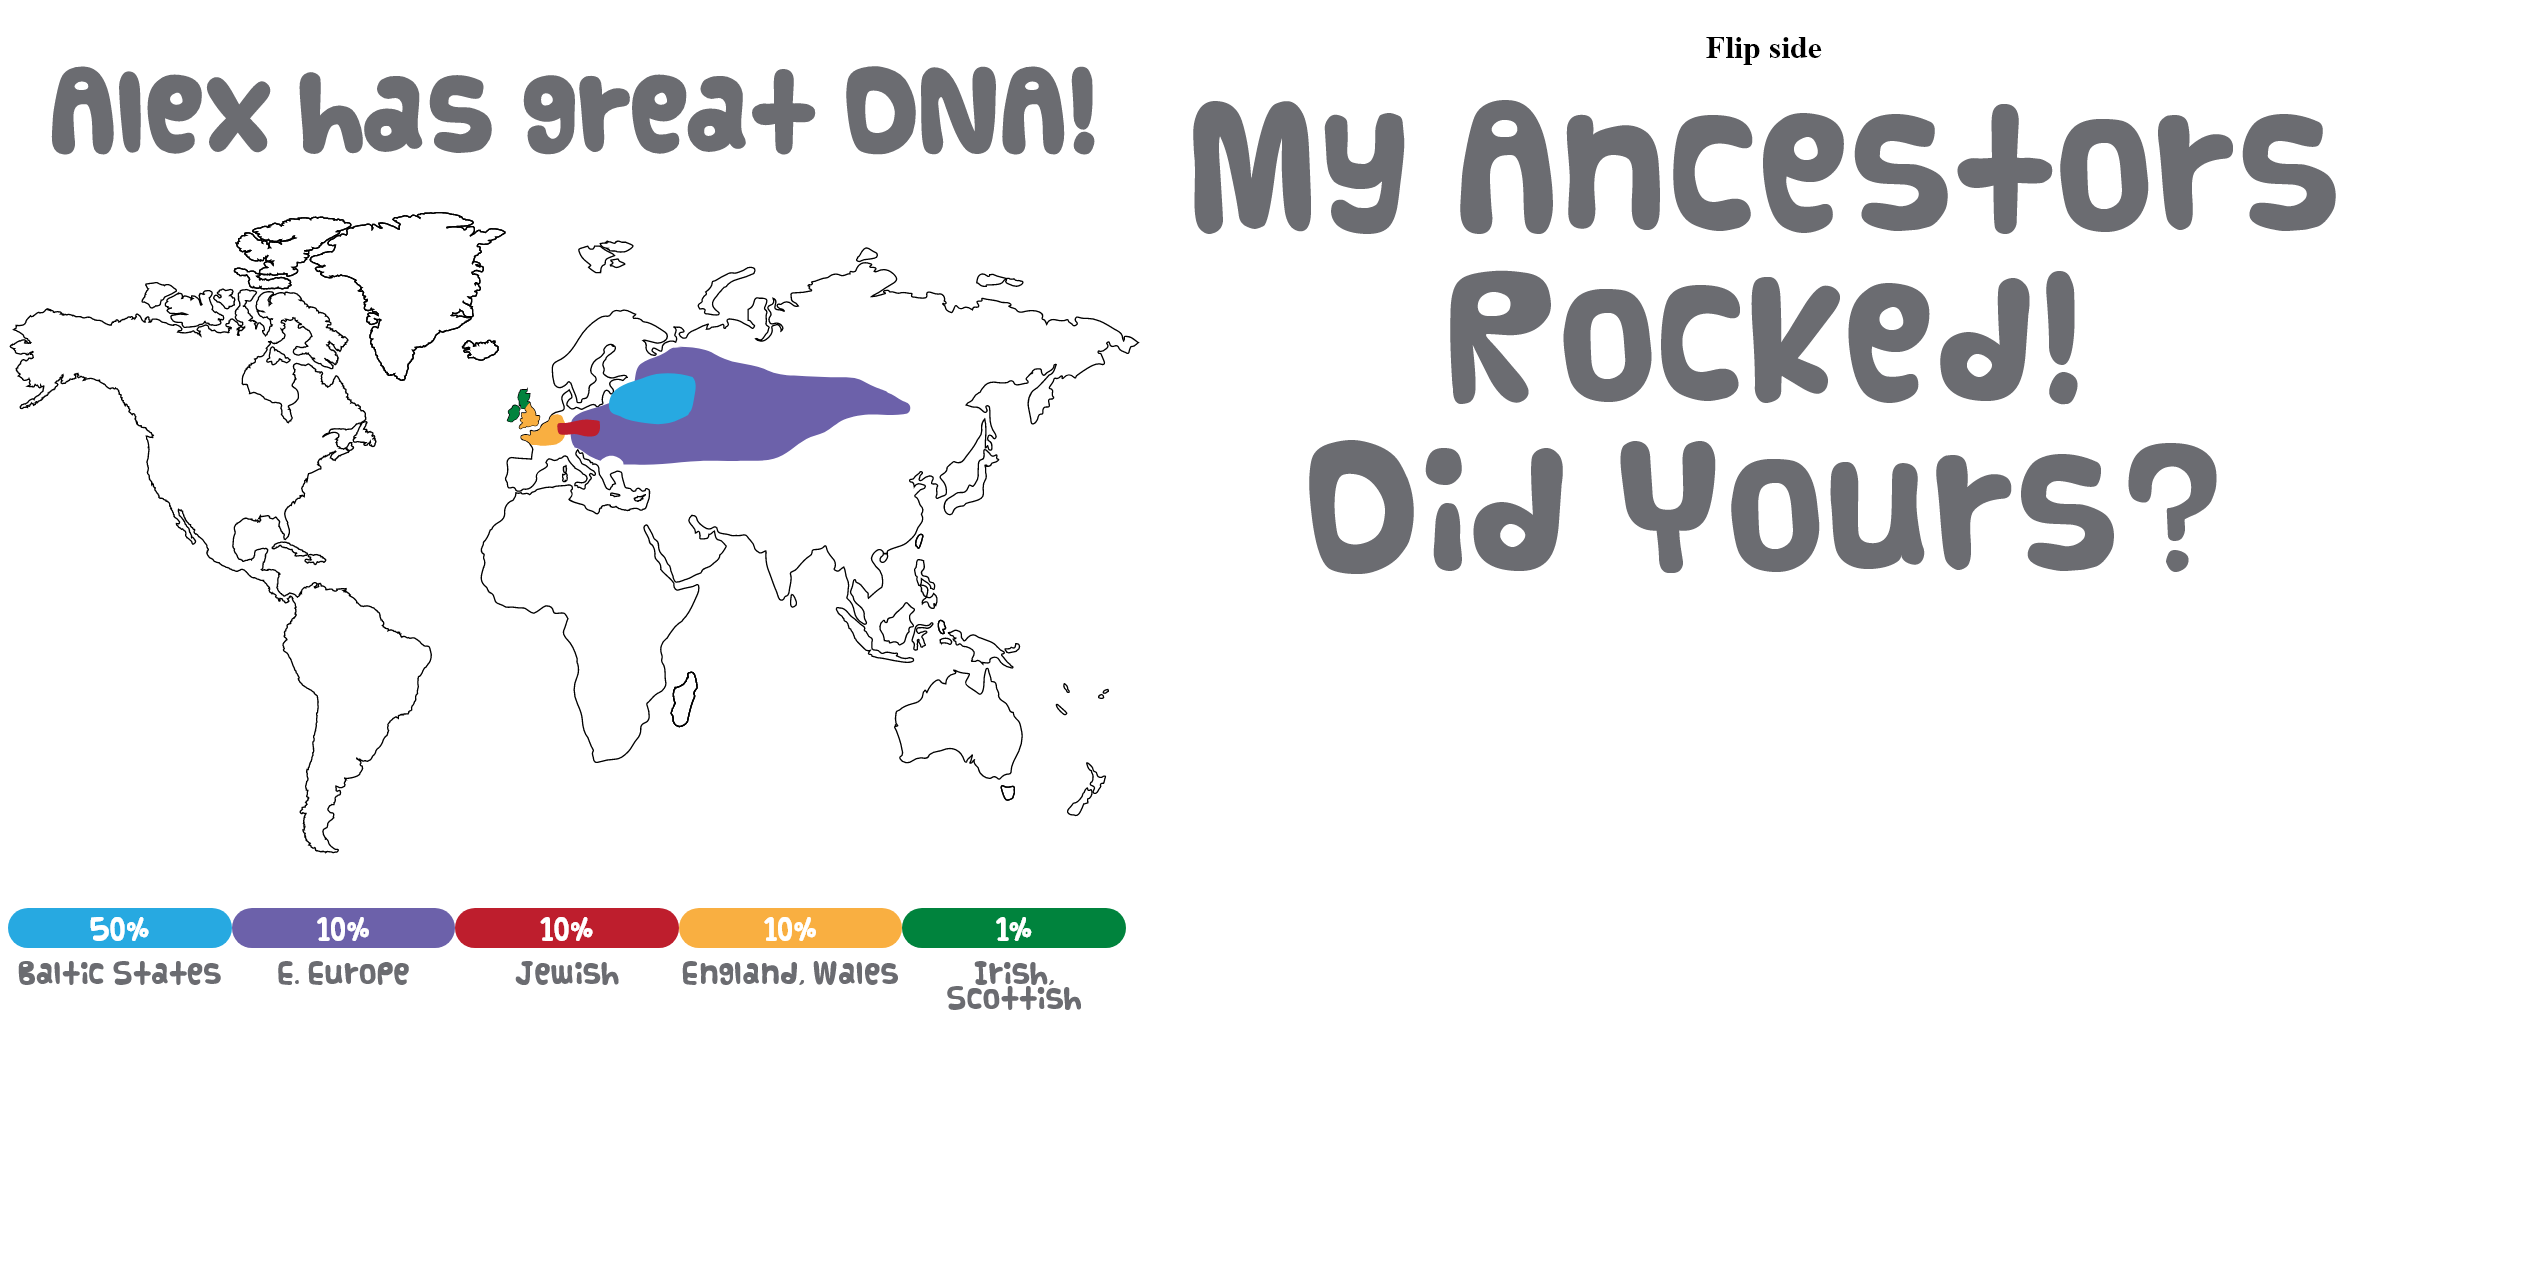 Alex has great DNA!
50%
10%
10%
10%
1%
Baltic States
E. Europe
Jewish
England, Wales
Irish,
Scottish
Flip side
My Ancestors
Rocked!
Did Yours?